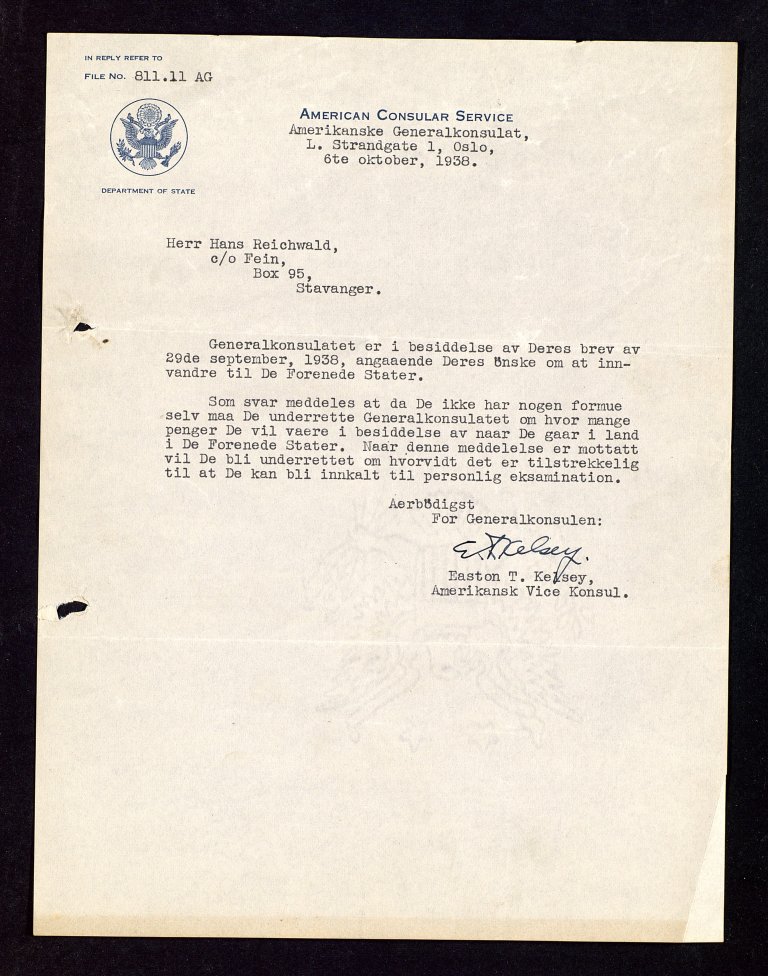 IN REPLY REFER TO
FILE NO. 811.11 AG
AMERICAN CONSULAR SERVICE
Amerikanske Generalkonsulat,
L. Strandgate 1, Oslo,
6te oktober, 1938.
DEPARTMENT OF STATE
Herr Hans Reichwald,
c/o Fein,
Box 95,
Stavanger.
Generalkonsulatet er i besiddelse av Deres brev av
29de september, 1938, angaaende Deres önske om at inn-
vandre til De Forenede Stater.
Som svar meddeles at da De ikke har nogen formue
selv maa De underrette Generalkonsulatet om hvor mange
penger De vil vaere i besiddelse av naar De gaar i land
i De Forenede Stater. Naar denne meddelelse er mottatt
vil De bli underrettet om hvorvidt det er tilstrekkelig
til at De kan bli innkalt til personlig eksamination.
Aerbödigst
For Generalkonsulen:
E T Kelsey.
Easton T. Kelsey,
Amerikansk Vice Konsul.